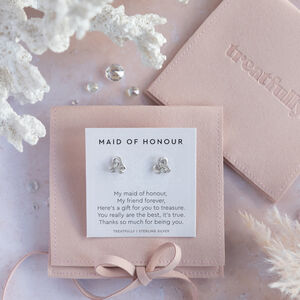 treatfully
MAID OF HONOUR
My maid of honour,
My friend forever,
Here's a gift for you to treasure.
You really are the best, it's true.
Thanks so much for being you.
TREATFULLY | STERLING SILVER